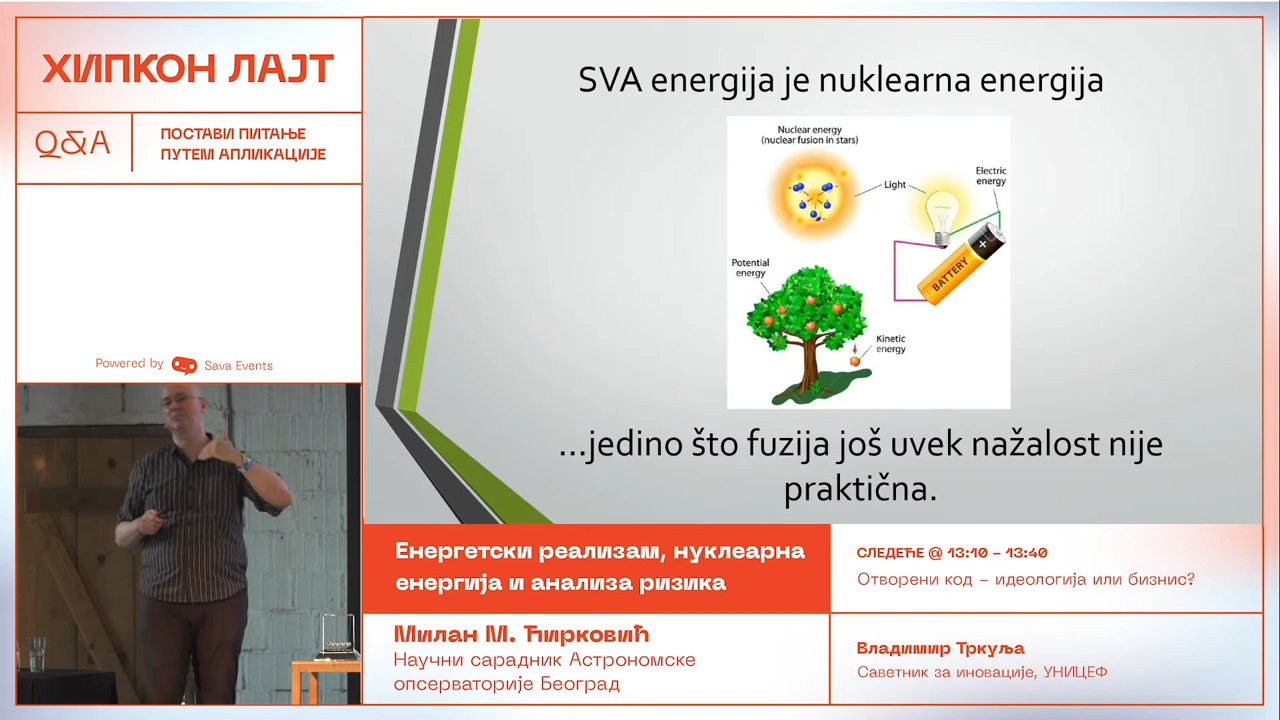 ХИПКОН ЛАЈТ
Q&A
ПОСТАВИ ПИТАЊЕ
ПУТЕМ АПЛИКАЦИЈЕ
Powered by Sava Events
SVA energija je nuklearna energija
Nuclear energy
(nuclear fusion in stars)
Light
Electric
energy
BATTERY
Potential
energy
Kinetic
energy
...jedino što fuzija još uvek nažalost nije
praktična.
Енергетски реализам, нуклеарна
енергија и анализа ризика
Милан М. Ћирковић
Научни сарадник Астрономске
опсерваторије Београд
СЛЕДЕЋЕ @ 13:10 – 13:40
Отворени код – идеологија или бизнис?
Владимир Тркуља
Саветник за иновације, УНИЦЕФ